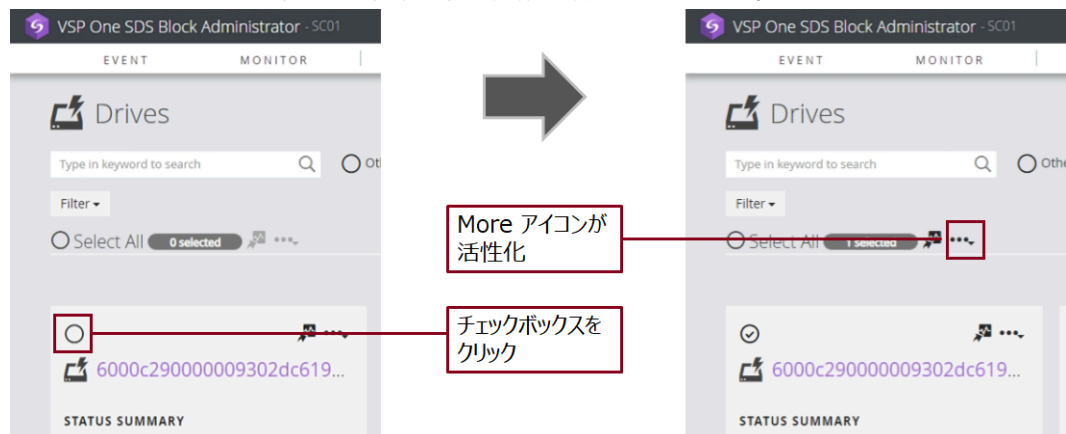 VSP One SDS Block Administrator - SC01
EVENT MONITOR
Drives
Type in keyword to search
Filter
Select All 0 selected
6000c290000009302dc619...
STATUS SUMMARY
More アイコンが
活性化
チェックボックスを
クリック
VSP One SDS Block Administrator - SC01
EVENT MONITOR
Drives
Type in keyword to search
Othe
Filter
Select All 1 selected
6000c290000009302dc619...
STATUS SUMMARY